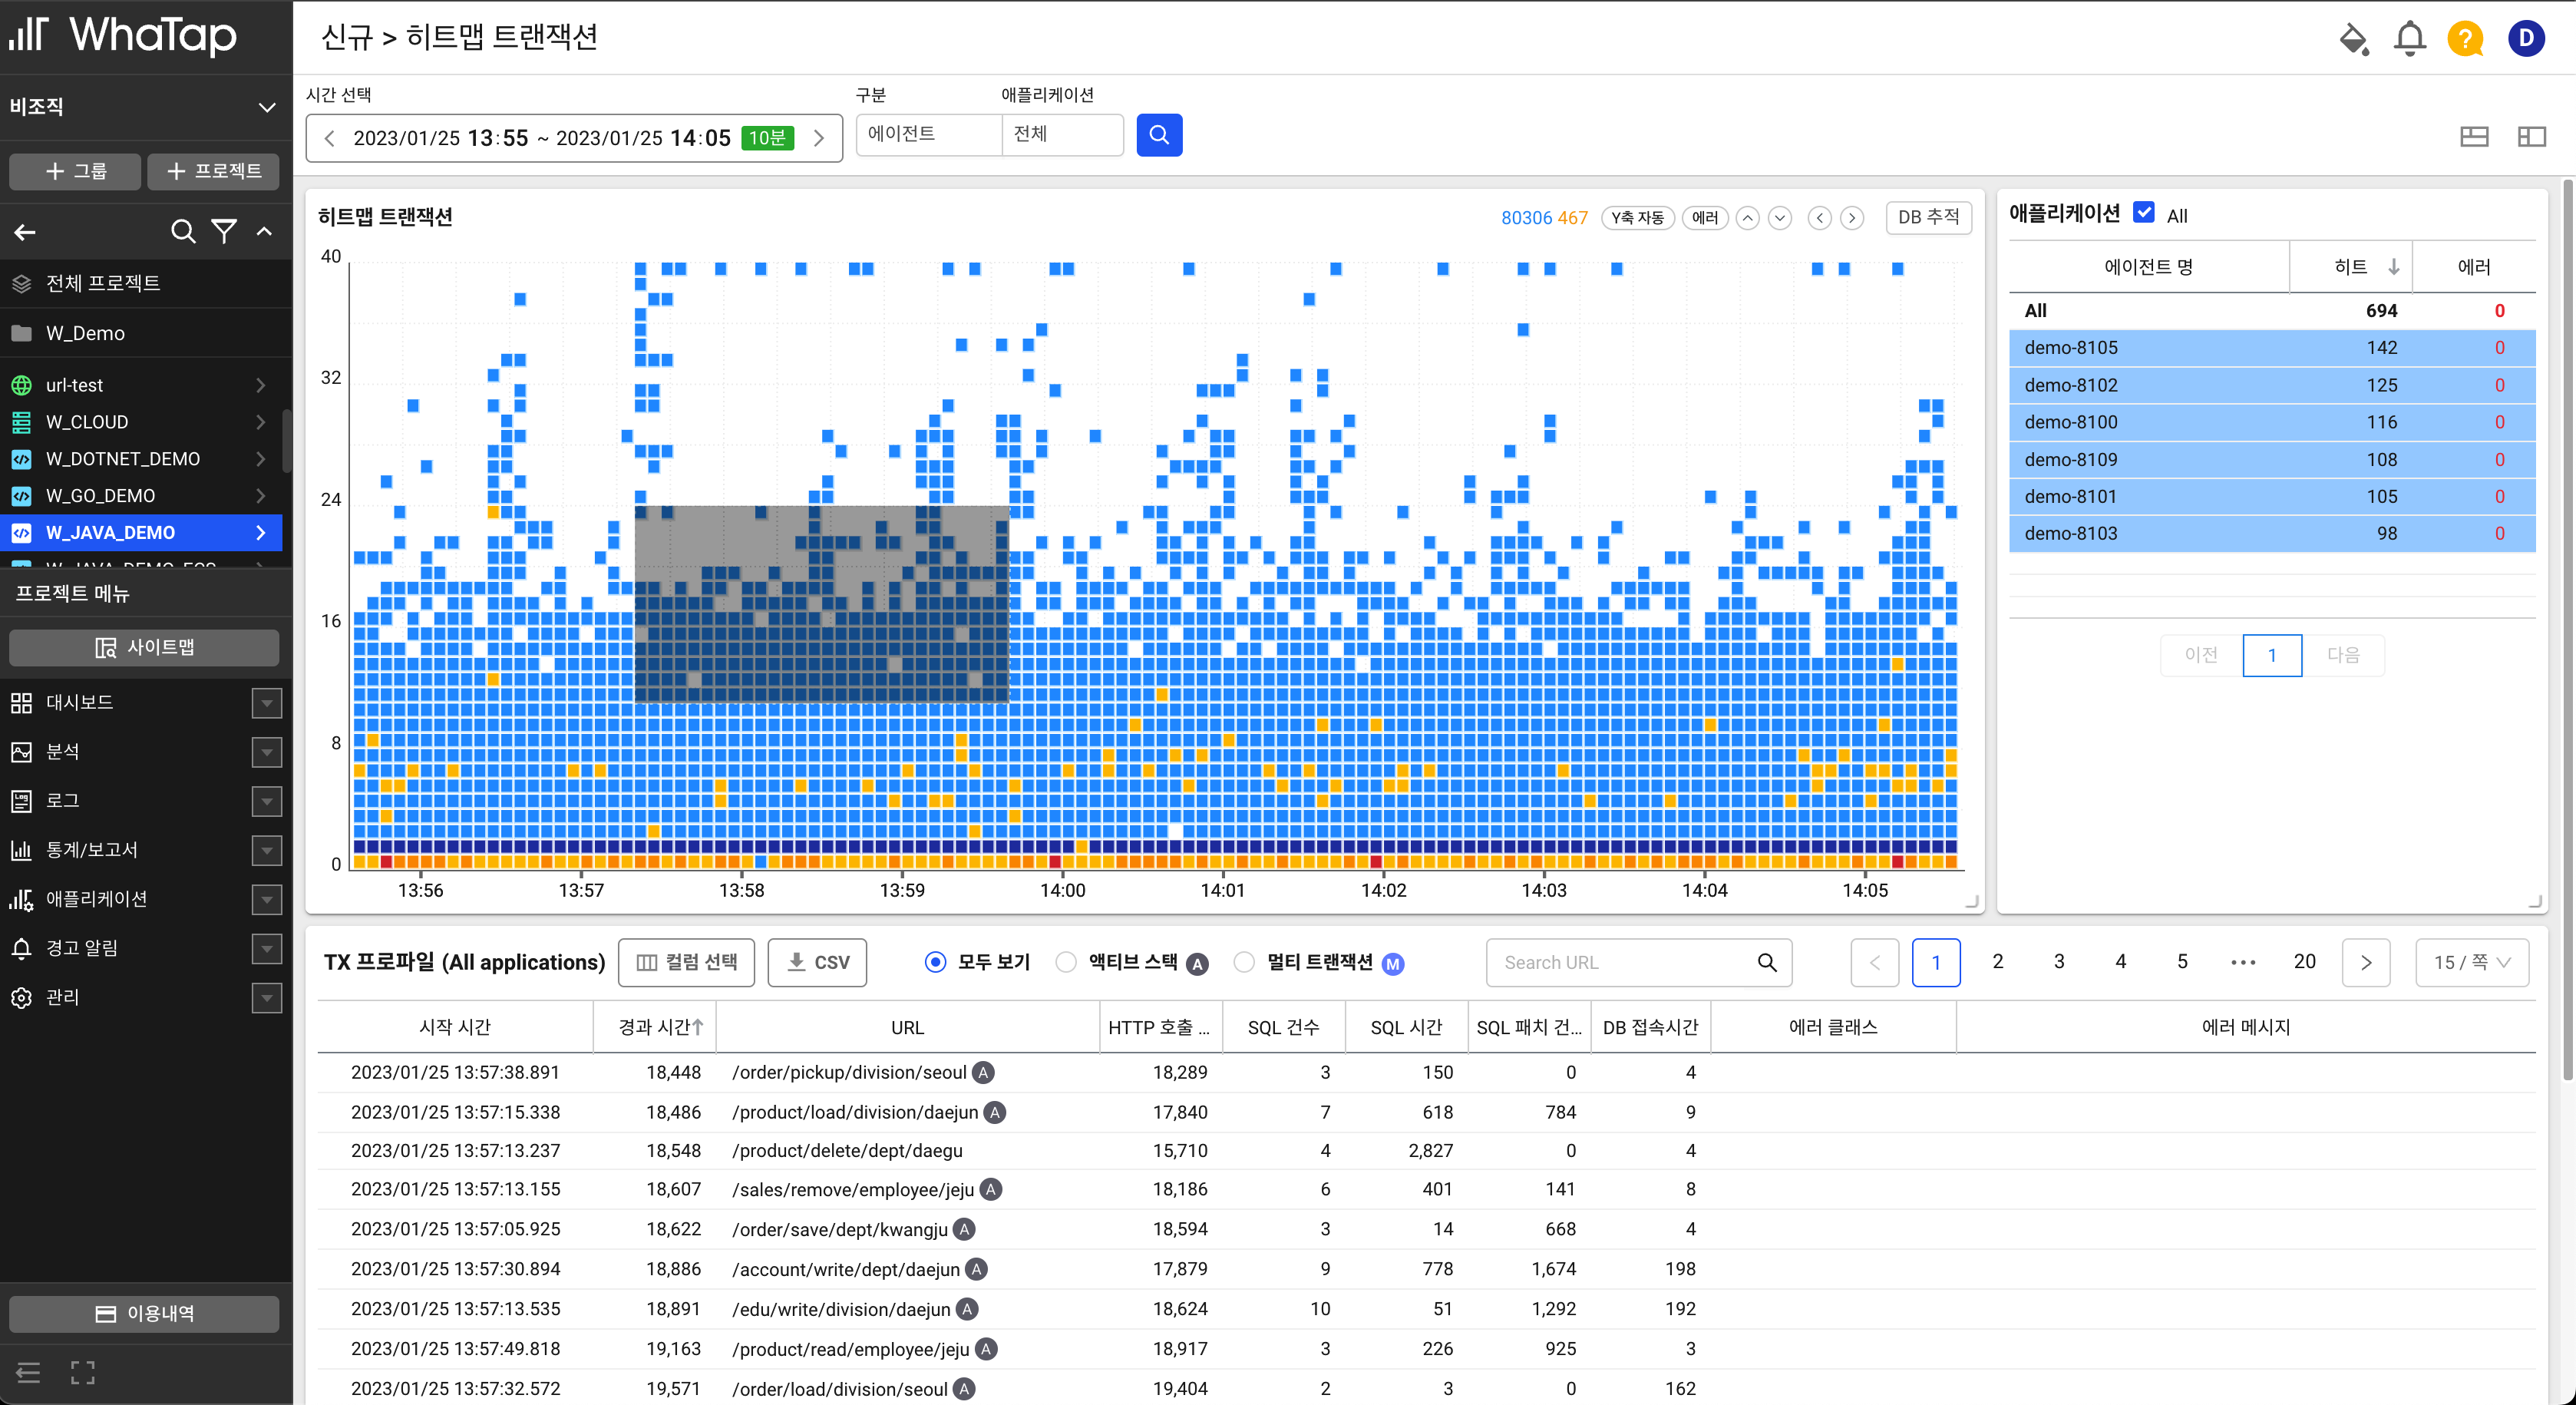 WhaTap
비조직
+ 그룹
+ 프로젝트
전체 프로젝트
W_Demo
url-test
W_CLOUD
W_DOTNET_DEMO
W_GO_DEMO
W_JAVA_DEMO
프로젝트 메뉴
사이트맵
대시보드
분석
로그
통계/보고서
애플리케이션
경고 알림
관리
이용내역
신규 > 히트맵 트랜잭션
? D
시간 선택 구분 애플리케이션
2023/01/25 13:55 ~ 2023/01/25 14:05 10분 에이전트 전체
히트맵 트랜잭션
80306 467 Y축 자동 에러 DB 추적
40
32
24
16
8
0
13:56 13:57 13:58 13:59 14:00 14:01 14:02 14:03 14:04 14:05
애플리케이션 All
에이전트 명 히트 에러
All 694 0
demo-8105 142 0
demo-8102 125 0
demo-8100 116 0
demo-8109 108 0
demo-8101 105 0
demo-8103 98 0
이전 1 다음
TX 프로파일 (All applications) 컬럼 선택 CSV 모두 보기 액티브 스택 A 멀티 트랜잭션 M Search URL 1 2 3 4 5 ••• 20 15 / 쪽
시작 시간 경과 시간 URL HTTP 호출 ... SQL 건수 SQL 시간 SQL 패치 건... DB 접속시간 에러 클래스 에러 메시지
2023/01/25 13:57:38.891 18,448 /order/pickup/division/seoul A 18,289 3 150 0 4
2023/01/25 13:57:15.338 18,486 /product/load/division/daejun A 17,840 7 618 784 9
2023/01/25 13:57:13.237 18,548 /product/delete/dept/daegu 15,710 4 2,827 0 4
2023/01/25 13:57:13.155 18,607 /sales/remove/employee/jeju A 18,186 6 401 141 8
2023/01/25 13:57:05.925 18,622 /order/save/dept/kwangju A 18,594 3 14 668 4
2023/01/25 13:57:30.894 18,886 /account/write/dept/daejun A 17,879 9 778 1,674 198
2023/01/25 13:57:13.535 18,891 /edu/write/division/daejun A 18,624 10 51 1,292 192
2023/01/25 13:57:49.818 19,163 /product/read/employee/jeju A 18,917 3 226 925 3
2023/01/25 13:57:32.572 19,571 /order/load/division/seoul A 19,404 2 3 0 162